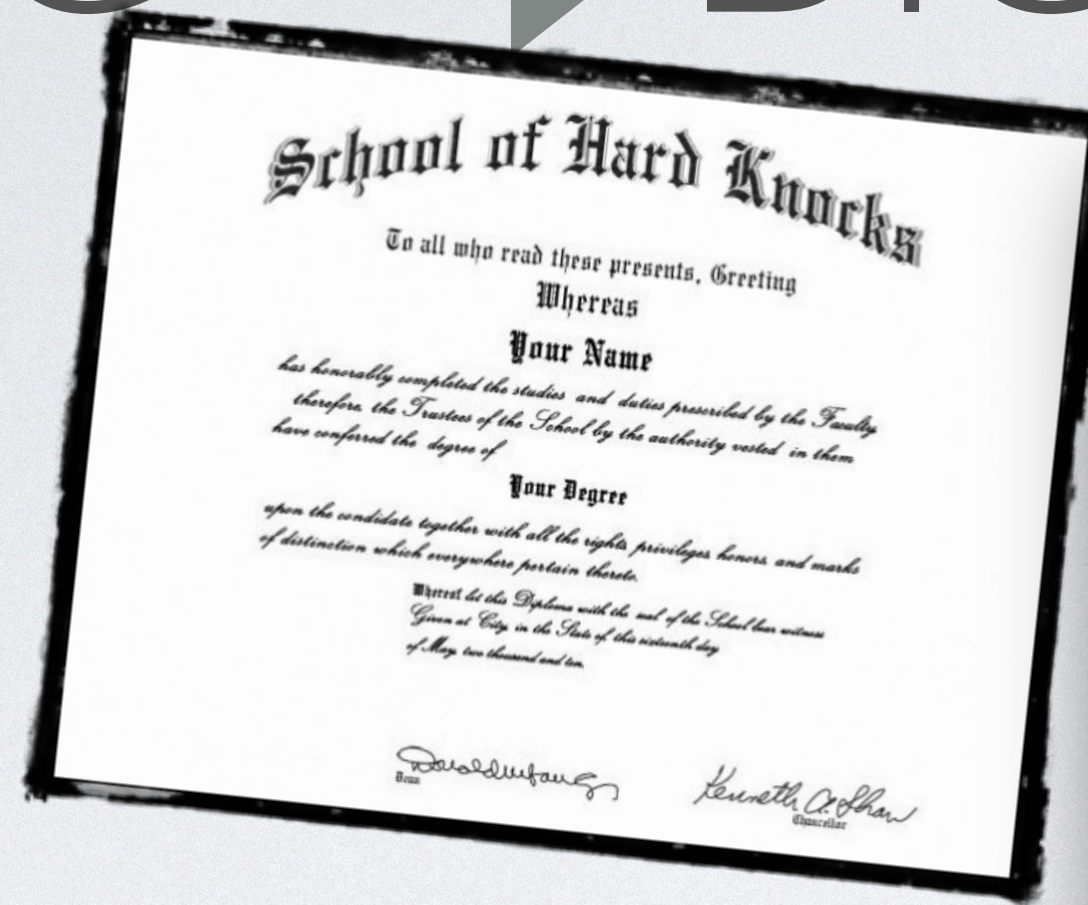 School of Hard Knocks
To all who read these presents, Greeting
Whereas
Your Name
has honorably completed the studies and duties prescribed by the Faculty
therefore, the Trustees of the School by the authority vested in them
have conferred the degree of
Your Degree
upon the candidate together with all the rights, privileges, honors, and marks
of distinction which everywhere pertain thereto.
Whereof let this Diploma with the seal of the School bear witness
Given at City, in the State of, this sixteenth day
of May, two thousand and ten.
Kenneth A. Shaw
Dean
Chancellor